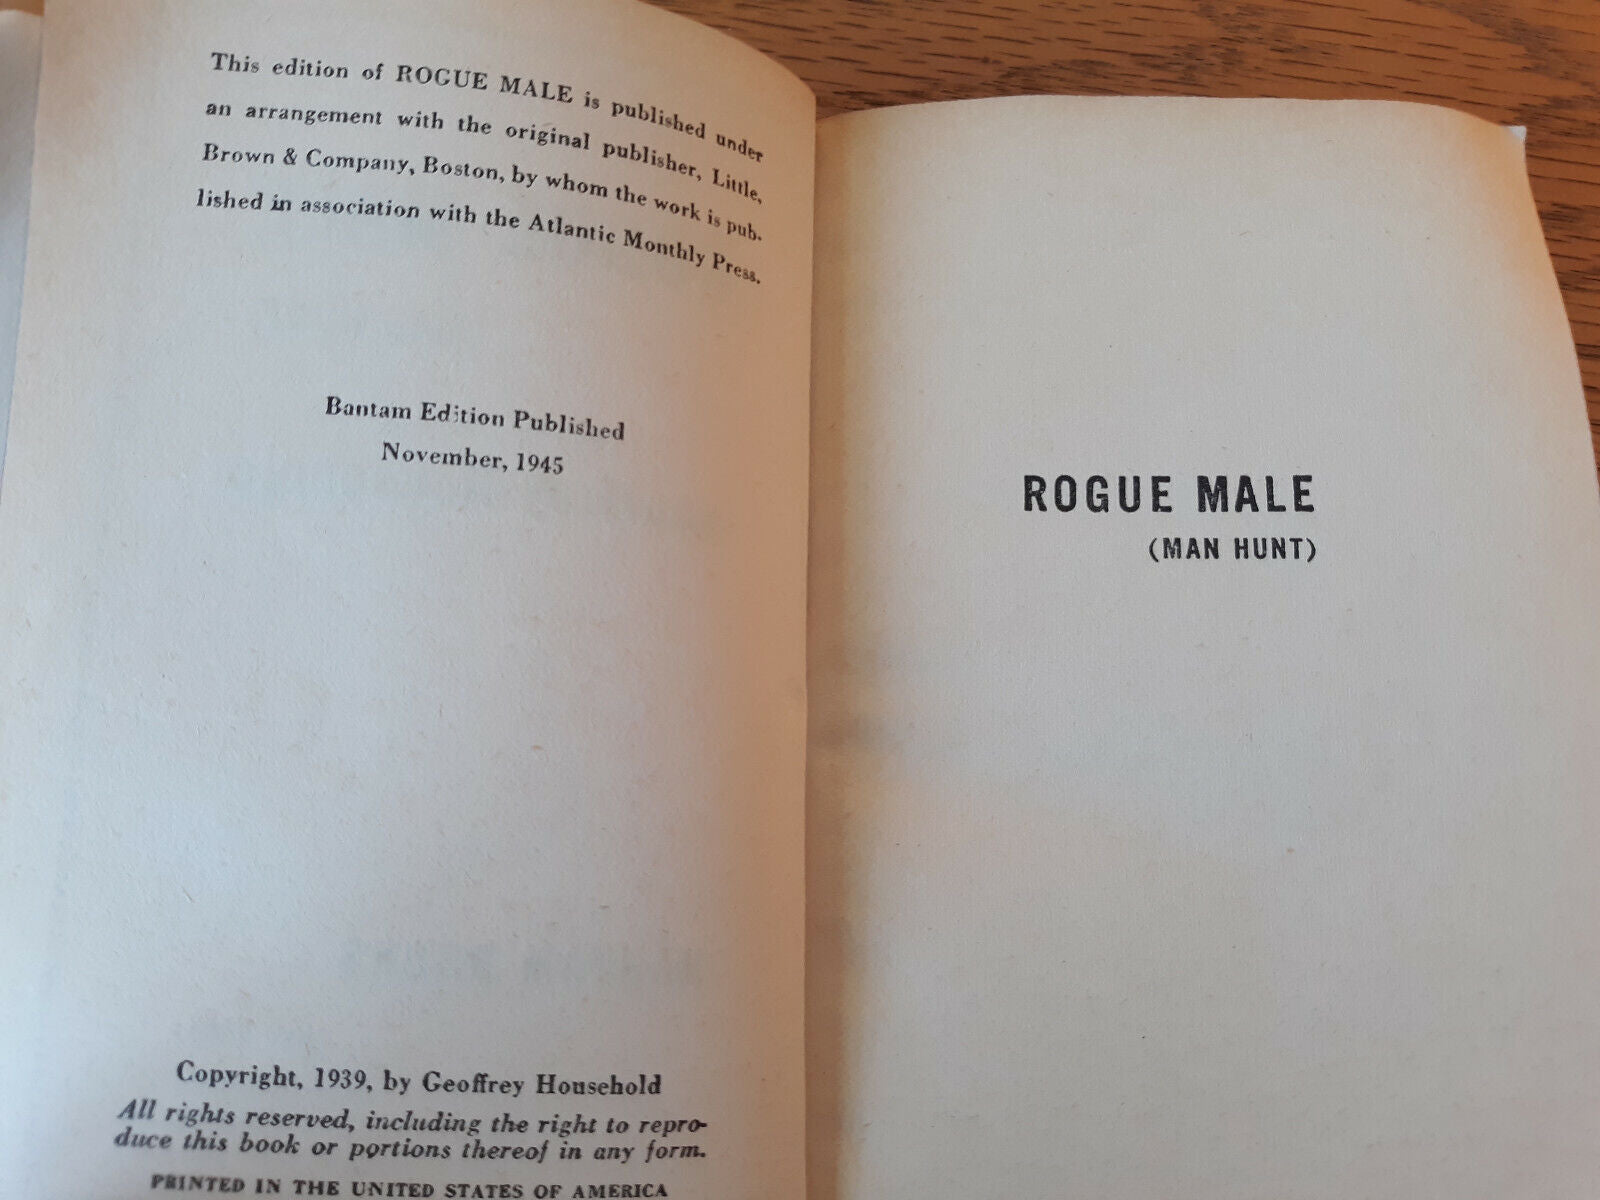 This edition of ROGUE MALE is published under
an arrangement with the original publisher, Little,
Brown & Company, Boston, by whom the work is pub-
lished in association with the Atlantic Monthly Press.
Bantam Edition Published
November, 1945
Copyright, 1939, by Geoffrey Household
All rights reserved, including the right to repro-
duce this book or portions thereof in any form.
PRINTED IN THE UNITED STATES OF AMERICA
ROGUE MALE
(MAN HUNT)